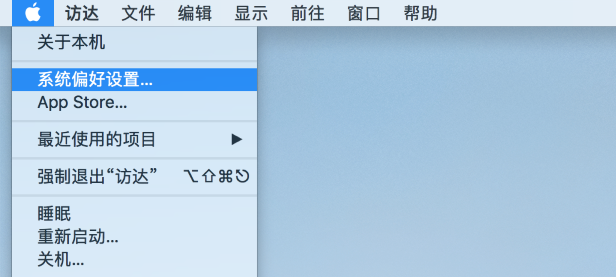 访达 文件 编辑 显示 前往 窗口 帮助
关于本机
系统偏好设置...
App Store...
最近使用的项目 ▶
强制退出“访达” ⌥⇧⌘⎋
睡眠
重新启动...
关机...